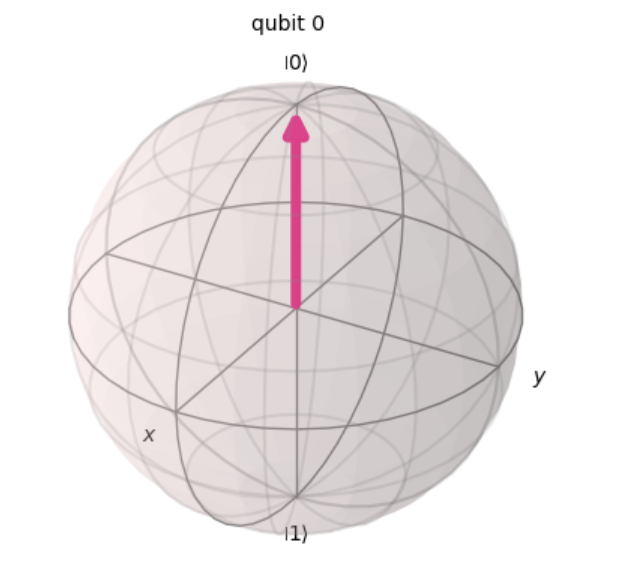 qubit 0
|0⟩
y
x
|1⟩